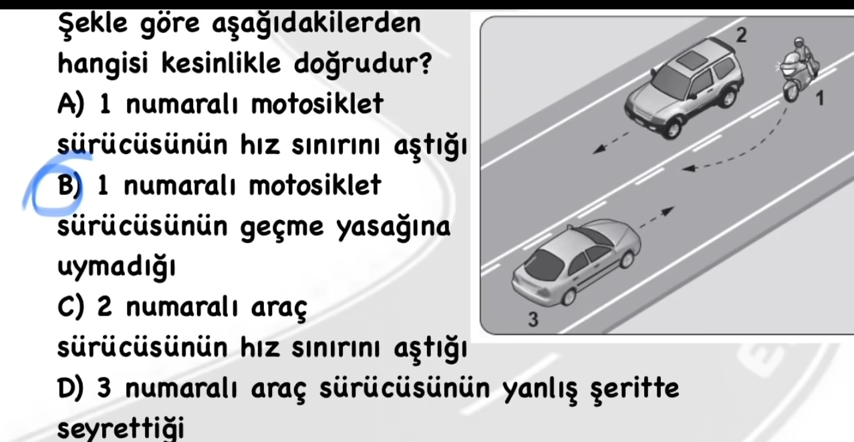 Şekle göre aşağıdakilerden
hangisi kesinlikle doğrudur?
A) 1 numaralı motosiklet
sürücüsünün hız sınırını aştığı
B) 1 numaralı motosiklet
sürücüsünün geçme yasağına
uymadığı
C) 2 numaralı araç
sürücüsünün hız sınırını aştığı
D) 3 numaralı araç sürücüsünün yanlış şeritte
seyrettiği
2
1
3